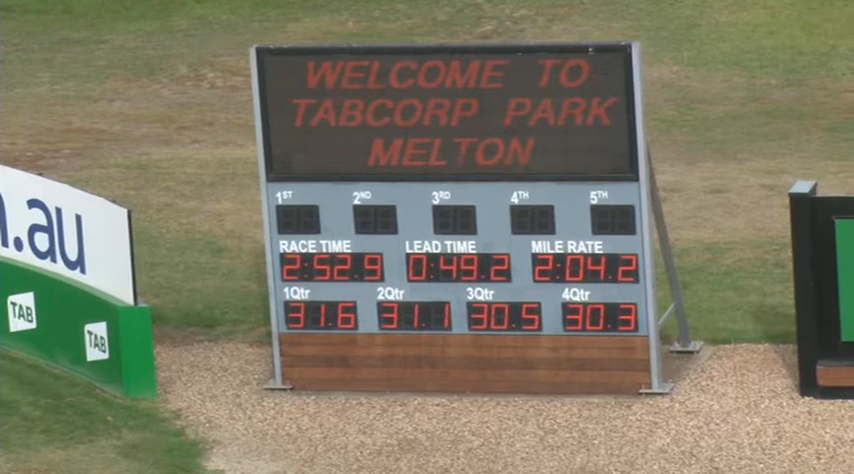 WELCOME TO
TABCORP PARK
MELTON
1ST 2ND 3RD 4TH 5TH
RACE TIME LEAD TIME MILE RATE
2:52.9 0:49.2 2:04.2
1Qtr 2Qtr 3Qtr 4Qtr
31.6 31.1 30.5 30.3
.au
TAB
TAB